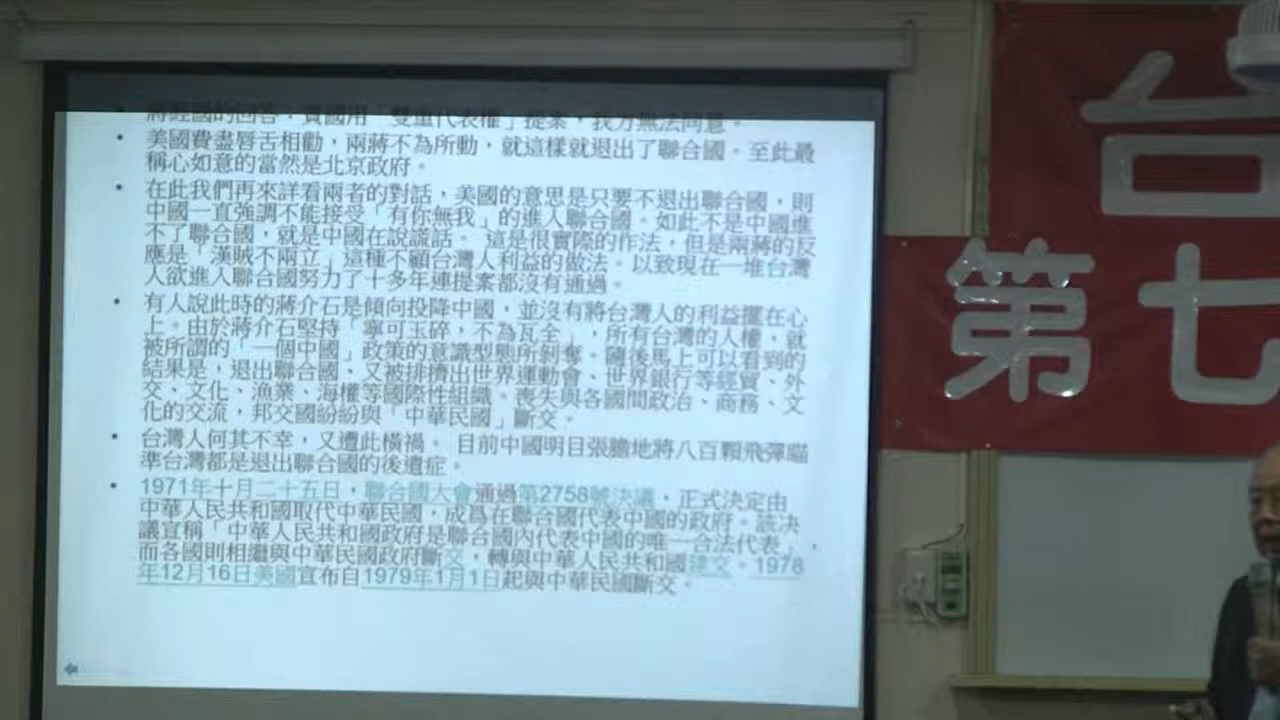 蔣經國的回答：貴國用「雙重代表權」提案，我方無法同意。
• 美國費盡唇舌相勸，兩蔣不為所動，就這樣就退出了聯合國。至此最
稱心如意的當然是北京政府。
• 在此我們再來詳看兩者的對話，美國的意思是只要不退出聯合國，則
中國一直強調不能接受「有你無我」的進入聯合國。如此不是中國進
不了聯合國，就是中國在說謊話。 這是很實際的作法，但是兩蔣的反
應是「漢賊不兩立」這種不顧台灣人利益的做法。以致現在一堆台灣
人欲進入聯合國努力了十多年連提案都沒有通過。
• 有人說此時的蔣介石是傾向投降中國，並沒有將台灣人的利益擺在心
上。由於蔣介石堅持「寧可玉碎，不為瓦全」，所有台灣的人權，就
被所謂的「一個中國」政策的意識型態所剝奪。隨後馬上可以看到的
結果是，退出聯合國、又被排擠出世界運動會、世界銀行等經貿、外
交、文化、漁業、海權等國際性組織。喪失與各國間政治、商務、文
化的交流，邦交國紛紛與「中華民國」斷交。
• 台灣人何其不幸，又遭此橫禍。 目前中國明目張膽地將八百顆飛彈瞄
準台灣都是退出聯合國的後遺症。
• 1971年十月二十五日，聯合國大會通過第2758號決議，正式決定由
中華人民共和國取代中華民國，成為在聯合國代表中國的政府。該決
議宣稱「中華人民共和國政府是聯合國內代表中國的唯一合法代表」，
而各國則相繼與中華民國政府斷交，轉與中華人民共和國建交。1978
年12月16日美國宣布自1979年1月1日起與中華民國斷交。
台
第七